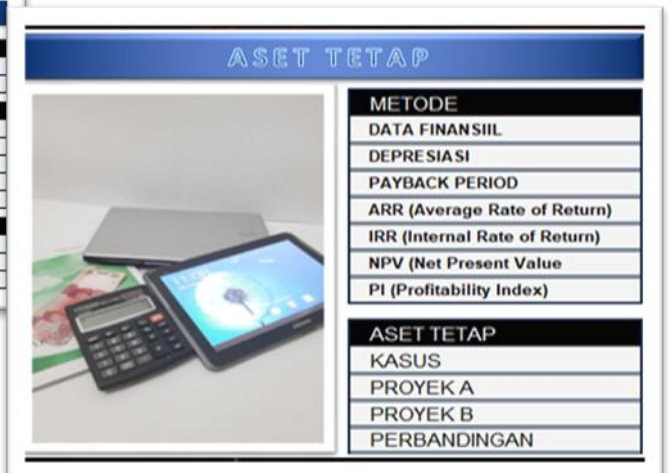 ASET TETAP
METODE
DATA FINANSIIL
DEPRESIASI
PAYBACK PERIOD
ARR (Average Rate of Return)
IRR (Internal Rate of Return)
NPV (Net Present Value
PI (Profitability Index)
ASET TETAP
KASUS
PROYEK A
PROYEK B
PERBANDINGAN